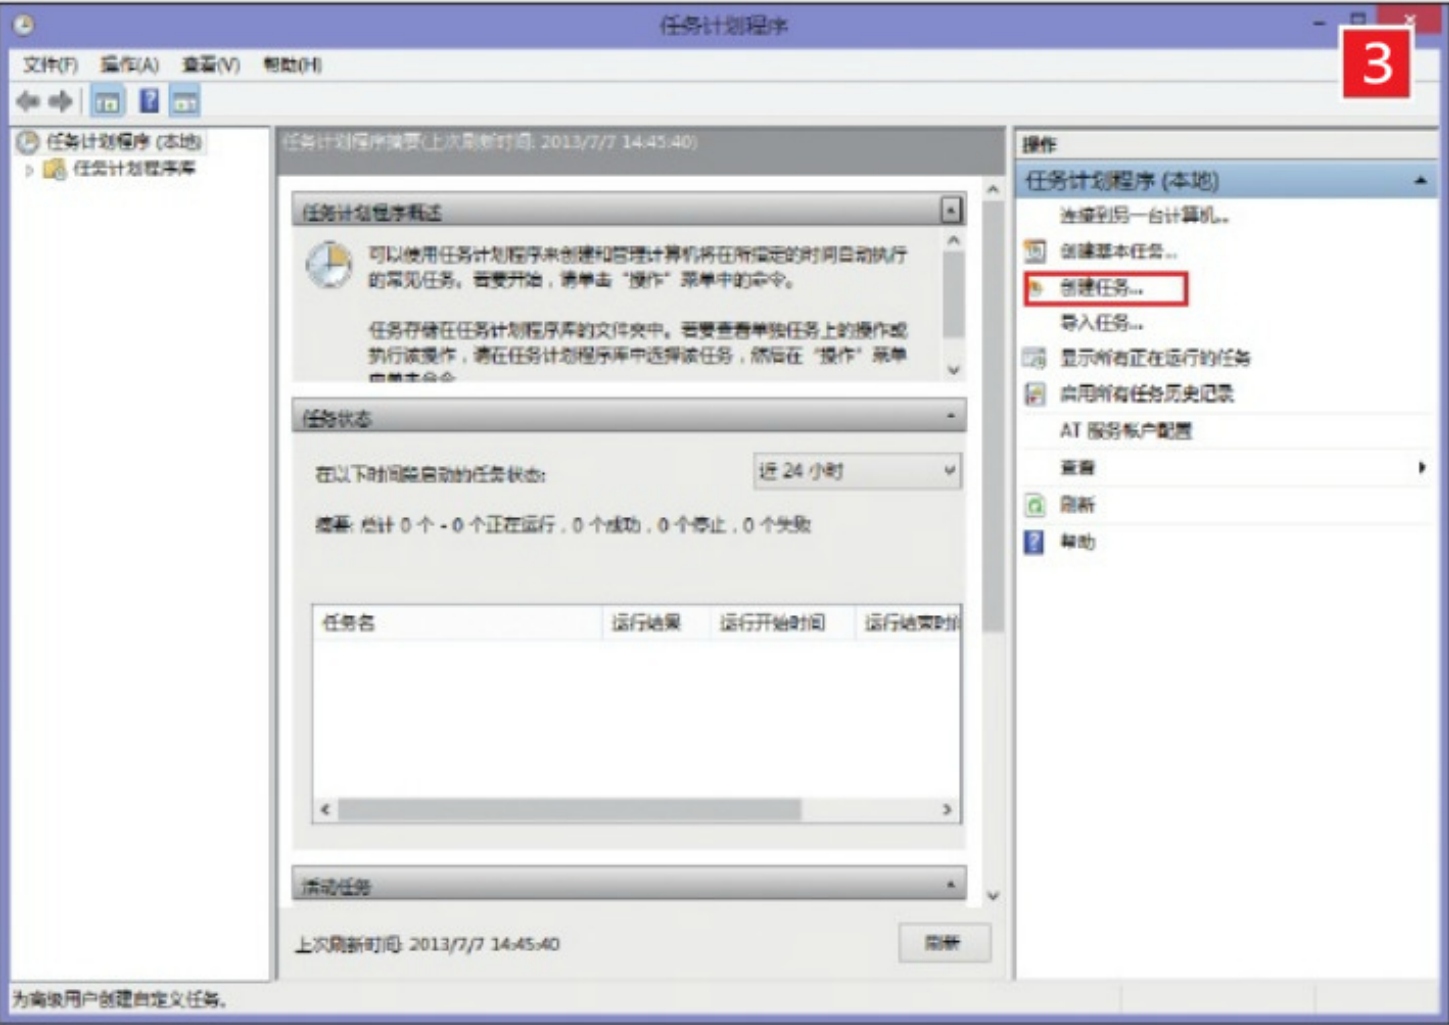 任务计划程序
3
文件(F) 操作(A) 查看(V) 帮助(H)
任务计划程序 (本地)
任务计划程序库
任务计划程序摘要(上次刷新时间: 2013/7/7 14:45:40)
任务计划程序概述
可以使用任务计划程序来创建和管理计算机将在所指定的时间自动执行
的常见任务。若要开始，请单击“操作”菜单中的命令。
任务存储在任务计划程序库的文件夹中。若要查看单独任务上的操作或
执行该操作，请在任务计划程序库中选择该任务，然后在“操作”菜单
中单击命令
任务状态
在以下时间段启动的任务状态:
近 24 小时
摘要: 总计 0 个 - 0 个正在运行, 0 个成功, 0 个停止, 0 个失败
任务名 运行结果 运行开始时间 运行结束时间
活动任务
上次刷新时间: 2013/7/7 14:45:40
刷新
操作
任务计划程序 (本地)
连接到另一台计算机...
创建基本任务...
创建任务...
导入任务...
显示所有正在运行的任务
启用所有任务历史记录
AT 服务帐户配置
查看
刷新
帮助
为高级用户创建自定义任务。